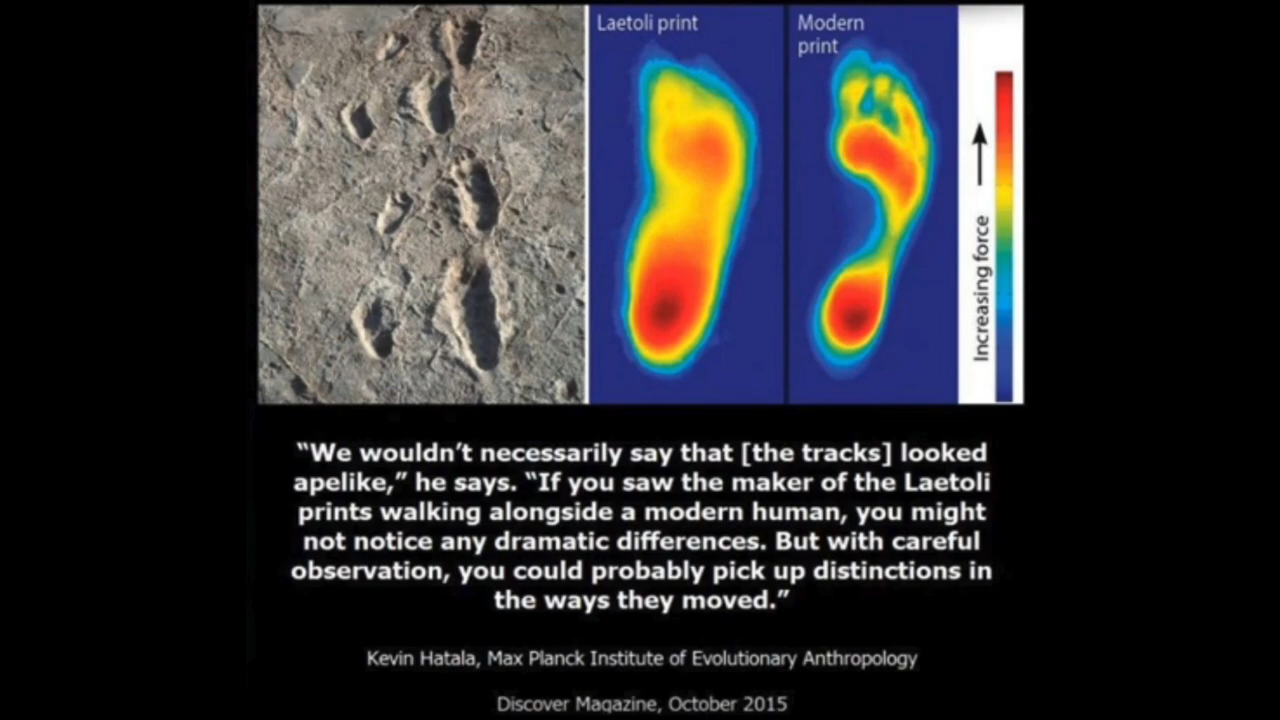 Laetoli print
Modern
print
Increasing force
“We wouldn’t necessarily say that [the tracks] looked
apelike,” he says. “If you saw the maker of the Laetoli
prints walking alongside a modern human, you might
not notice any dramatic differences. But with careful
observation, you could probably pick up distinctions in
the ways they moved.”
Kevin Hatala, Max Planck Institute of Evolutionary Anthropology
Discover Magazine, October 2015